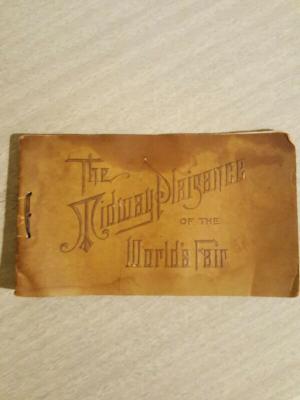 The
Midway Plaisance
OF THE
World's Fair